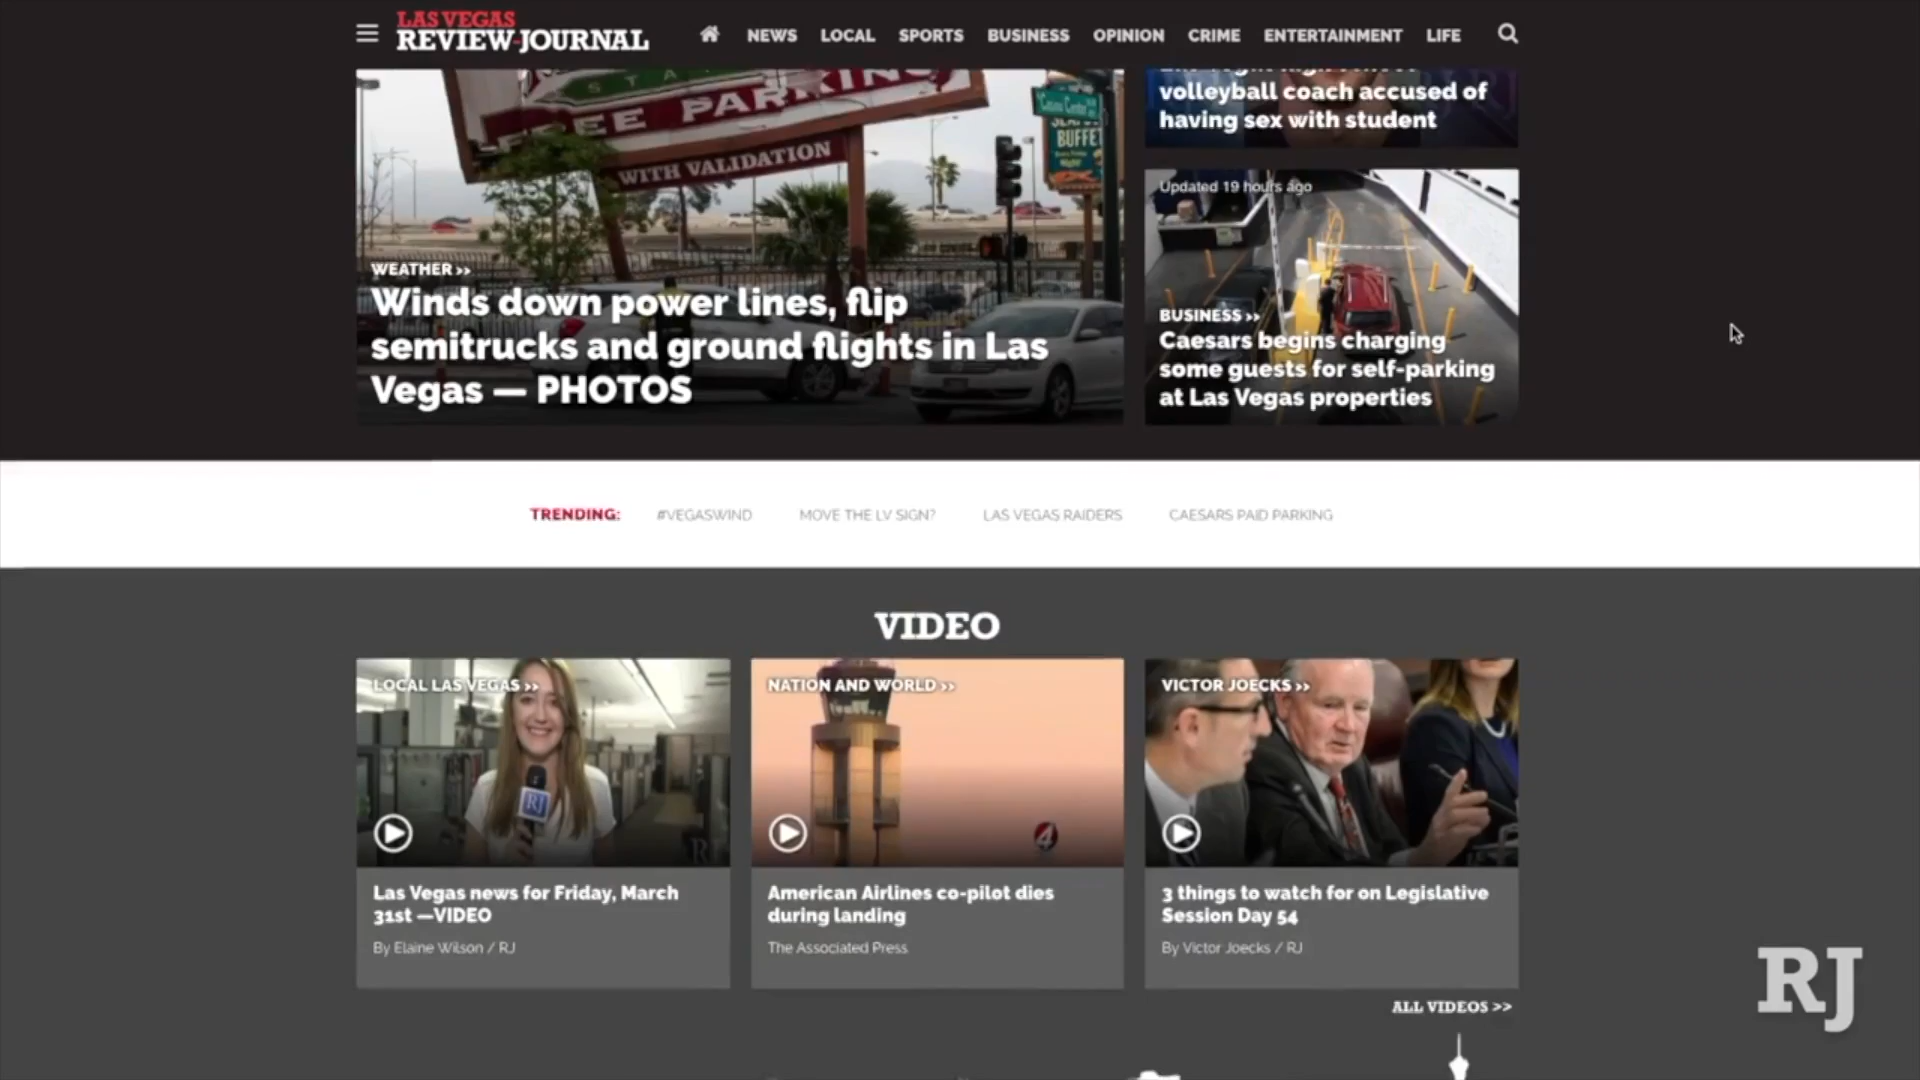 LAS VEGAS
REVIEW-JOURNAL
NEWS LOCAL SPORTS BUSINESS OPINION CRIME ENTERTAINMENT LIFE
STA
FREE PARKING
WITH VALIDATION
Casino Center
BUFFET
WEATHER >>
Winds down power lines, flip
semitrucks and ground flights in Las
Vegas — PHOTOS
volleyball coach accused of
having sex with student
Updated 19 hours ago
BUSINESS >>
Caesars begins charging
some guests for self-parking
at Las Vegas properties
TRENDING: #VEGASWIND MOVE THE LV SIGN? LAS VEGAS RAIDERS CAESARS PAID PARKING
VIDEO
LOCAL LAS VEGAS >>
RJ
RJ
Las Vegas news for Friday, March
31st —VIDEO
By Elaine Wilson / RJ
NATION AND WORLD >>
4
American Airlines co-pilot dies
during landing
The Associated Press
VICTOR JOECKS >>
3 things to watch for on Legislative
Session Day 54
By Victor Joecks / RJ
ALL VIDEOS >>
RJ